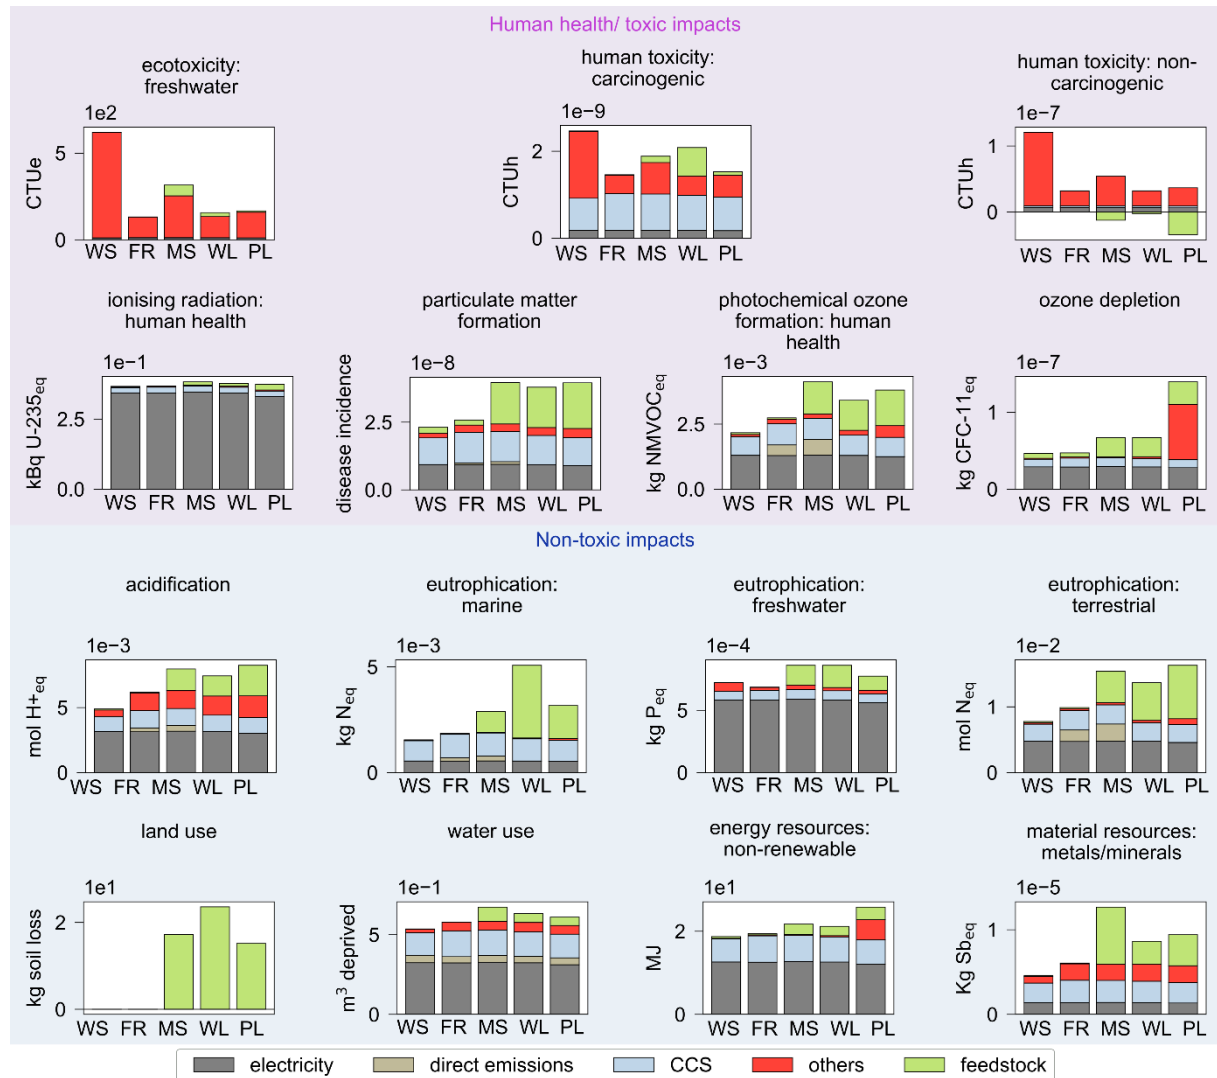 Human health/ toxic impacts
ecotoxicity:
freshwater
1e2
CTUe
5
0
WS FR MS WL PL
human toxicity:
carcinogenic
1e−9
CTUh
2
0
WS FR MS WL PL
human toxicity: non-
carcinogenic
1e−7
CTUh
1
0
WS FR MS WL PL
ionising radiation:
human health
1e−1
kBq U-235eq
2.5
0.0
WS FR MS WL PL
particulate matter
formation
1e−8
disease incidence
2.5
0.0
WS FR MS WL PL
photochemical ozone
formation: human
health
1e−3
kg NMVOCeq
2.5
0.0
WS FR MS WL PL
ozone depletion
1e−7
kg CFC-11eq
1
0
WS FR MS WL PL
Non-toxic impacts
acidification
1e−3
mol H+eq
5
0
WS FR MS WL PL
eutrophication:
marine
1e−3
kg Neq
5
0
WS FR MS WL PL
eutrophication:
freshwater
1e−4
kg Peq
5
0
WS FR MS WL PL
eutrophication:
terrestrial
1e−2
mol Neq
1
0
WS FR MS WL PL
land use
1e1
kg soil loss
2
0
WS FR MS WL PL
water use
1e−1
m³ deprived
5
0
WS FR MS WL PL
energy resources:
non-renewable
1e1
MJ
2
0
WS FR MS WL PL
material resources:
metals/minerals
1e−5
Kg Sbeq
1
0
WS FR MS WL PL
electricity direct emissions CCS others feedstock